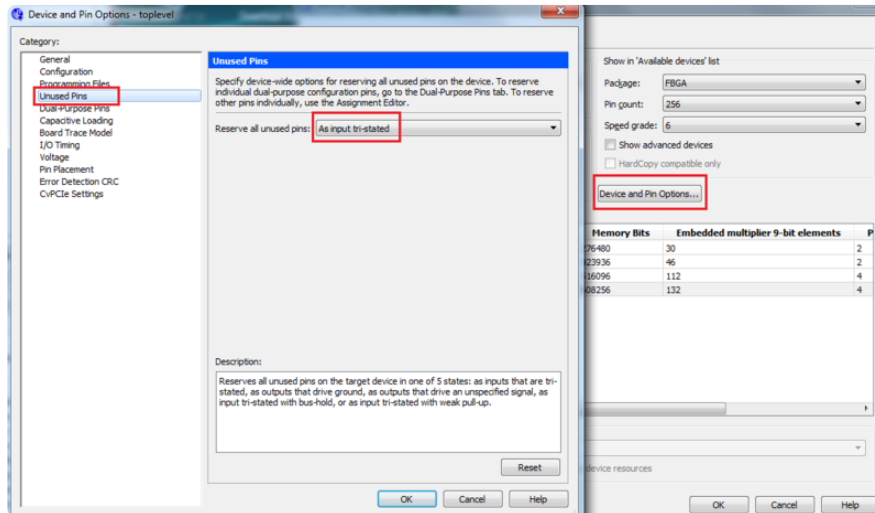 Device and Pin Options - toplevel
Category:
General
Configuration
Programming Files
Unused Pins
Dual-Purpose Pins
Capacitive Loading
Board Trace Model
I/O Timing
Voltage
Pin Placement
Error Detection CRC
CvPCIe Settings
Unused Pins
Specify device-wide options for reserving all unused pins on the device. To reserve
individual dual-purpose configuration pins, go to the Dual-Purpose Pins tab. To reserve
other pins individually, use the Assignment Editor.
Reserve all unused pins: As input tri-stated
Description:
Reserves all unused pins on the target device in one of 5 states: as inputs that are tri-
stated, as outputs that drive ground, as outputs that drive an unspecified signal, as
input tri-stated with bus-hold, or as input tri-stated with weak pull-up.
Reset
OK Cancel Help
Show in 'Available devices' list
Package: FBGA
Pin count: 256
Speed grade: 6
Show advanced devices
HardCopy compatible only
Device and Pin Options...
Memory Bits Embedded multiplier 9-bit elements P
76480 30 2
23936 46 2
16096 112 4
08256 132 4
device resources
OK Cancel Help